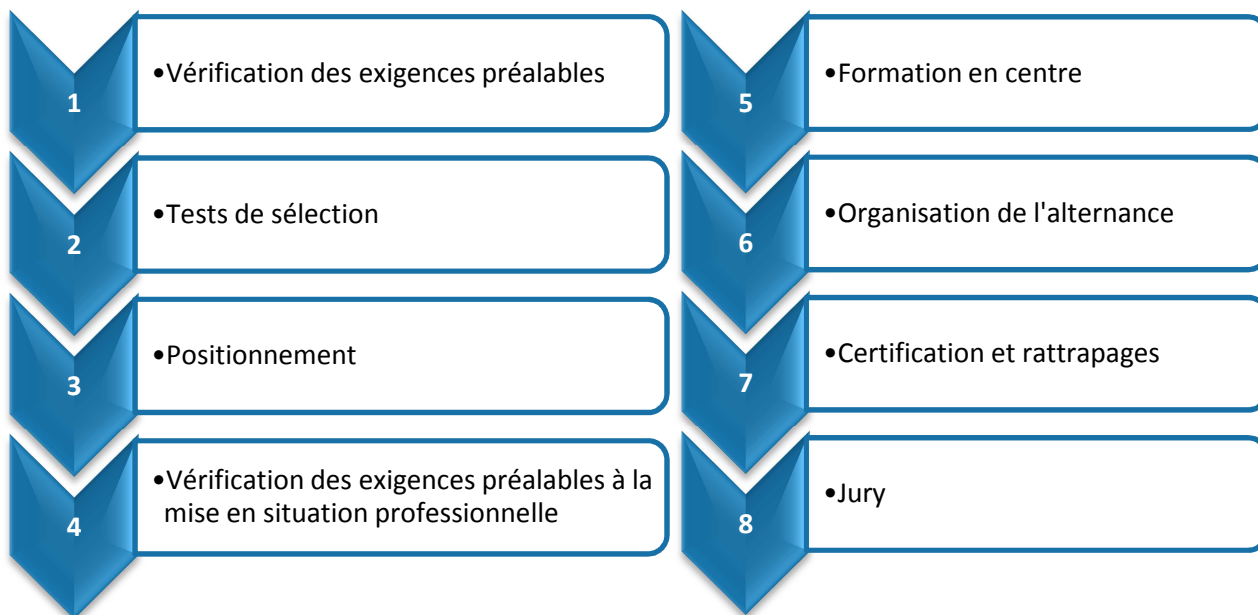 1
•Vérification des exigences préalables
2
•Tests de sélection
3
•Positionnement
4
•Vérification des exigences préalables à la
mise en situation professionnelle
5
•Formation en centre
6
•Organisation de l'alternance
7
•Certification et rattrapages
8
•Jury